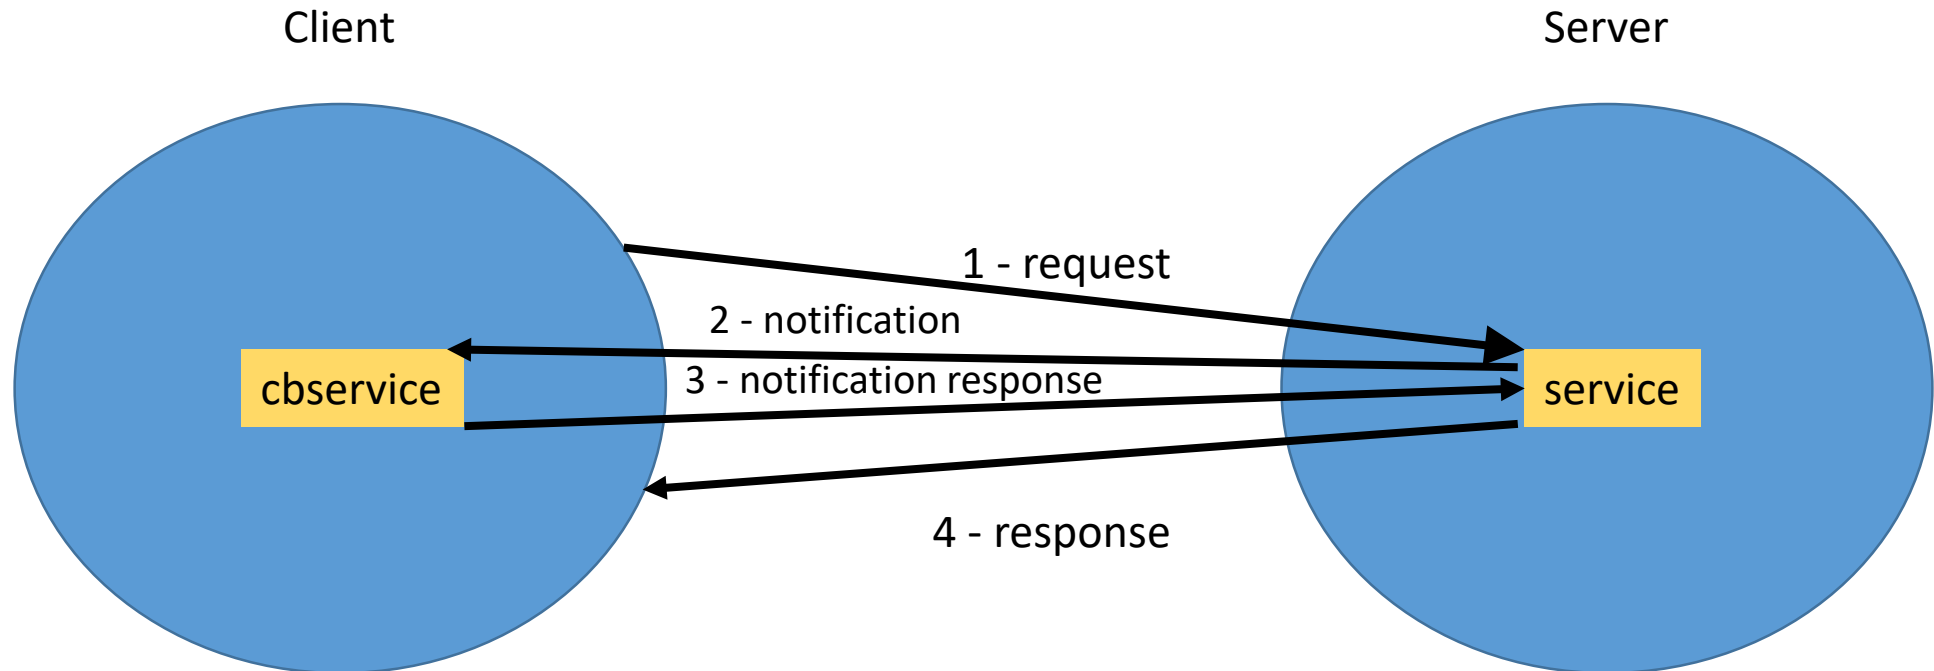 Client
Server
1 - request
2 - notification
3 - notification response
cbservice
service
4 - response